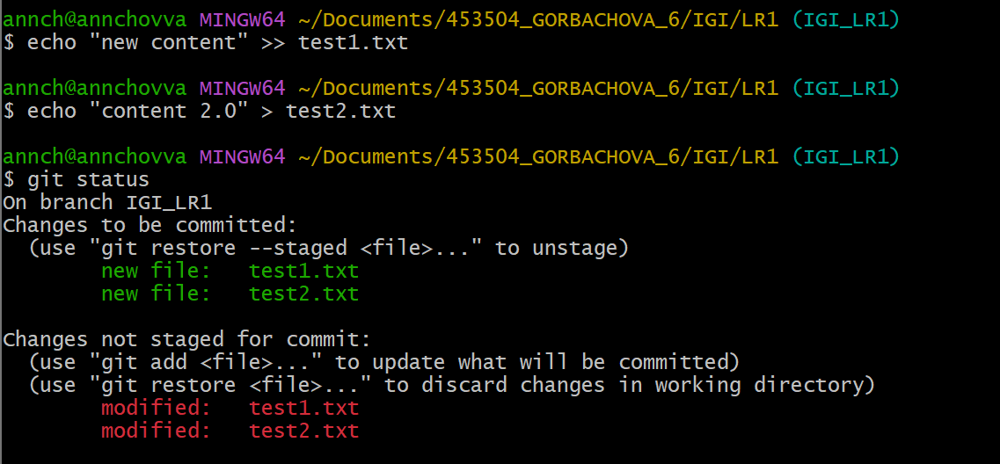 annch@annchovva MINGW64 ~/Documents/453504_GORBACHOVA_6/IGI/LR1 (IGI_LR1)
$ echo "new content" >> test1.txt
annch@annchovva MINGW64 ~/Documents/453504_GORBACHOVA_6/IGI/LR1 (IGI_LR1)
$ echo "content 2.0" > test2.txt
annch@annchovva MINGW64 ~/Documents/453504_GORBACHOVA_6/IGI/LR1 (IGI_LR1)
$ git status
On branch IGI_LR1
Changes to be committed:
  (use "git restore --staged <file>..." to unstage)
        new file:   test1.txt
        new file:   test2.txt
Changes not staged for commit:
  (use "git add <file>..." to update what will be committed)
  (use "git restore <file>..." to discard changes in working directory)
        modified:   test1.txt
        modified:   test2.txt